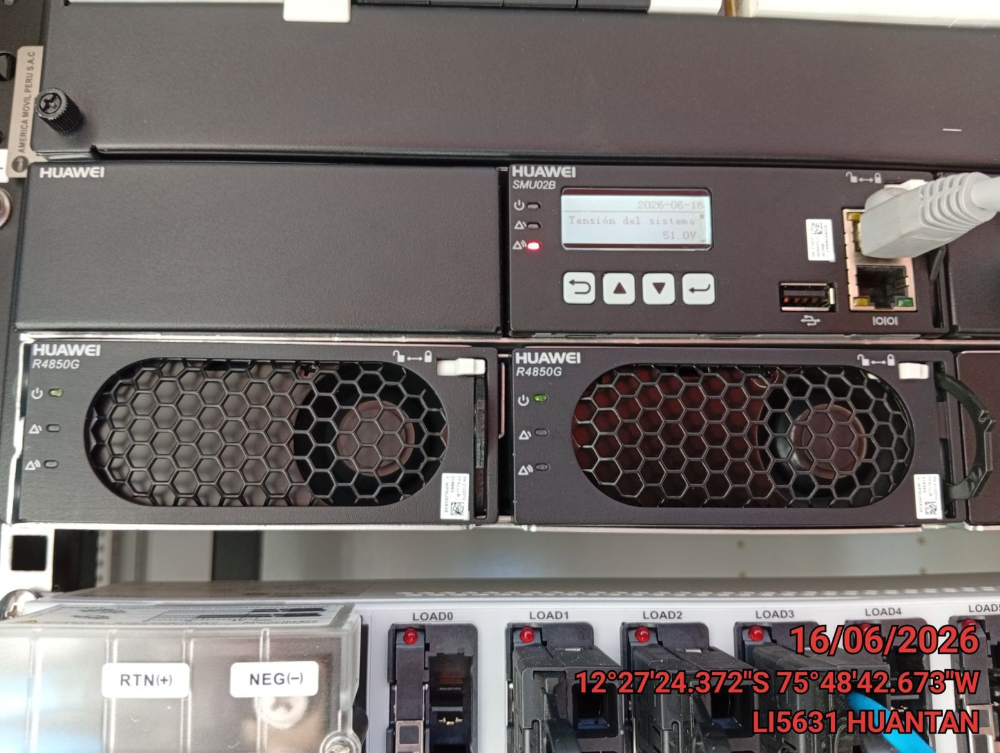 AMERICA MOVIL PERU S.A.C
HUAWEI
HUAWEI
SMU02B
2026-06-16
Tensión del sistema
51.0V
HUAWEI
R4850G
HUAWEI
R4850G
LOAD0
LOAD1
LOAD2
LOAD3
LOAD4
LOAD5
RTN(+)
NEG(-)
16/06/2026
12°27'24.372"S 75°48'42.673"W
LI5631 HUANTAN